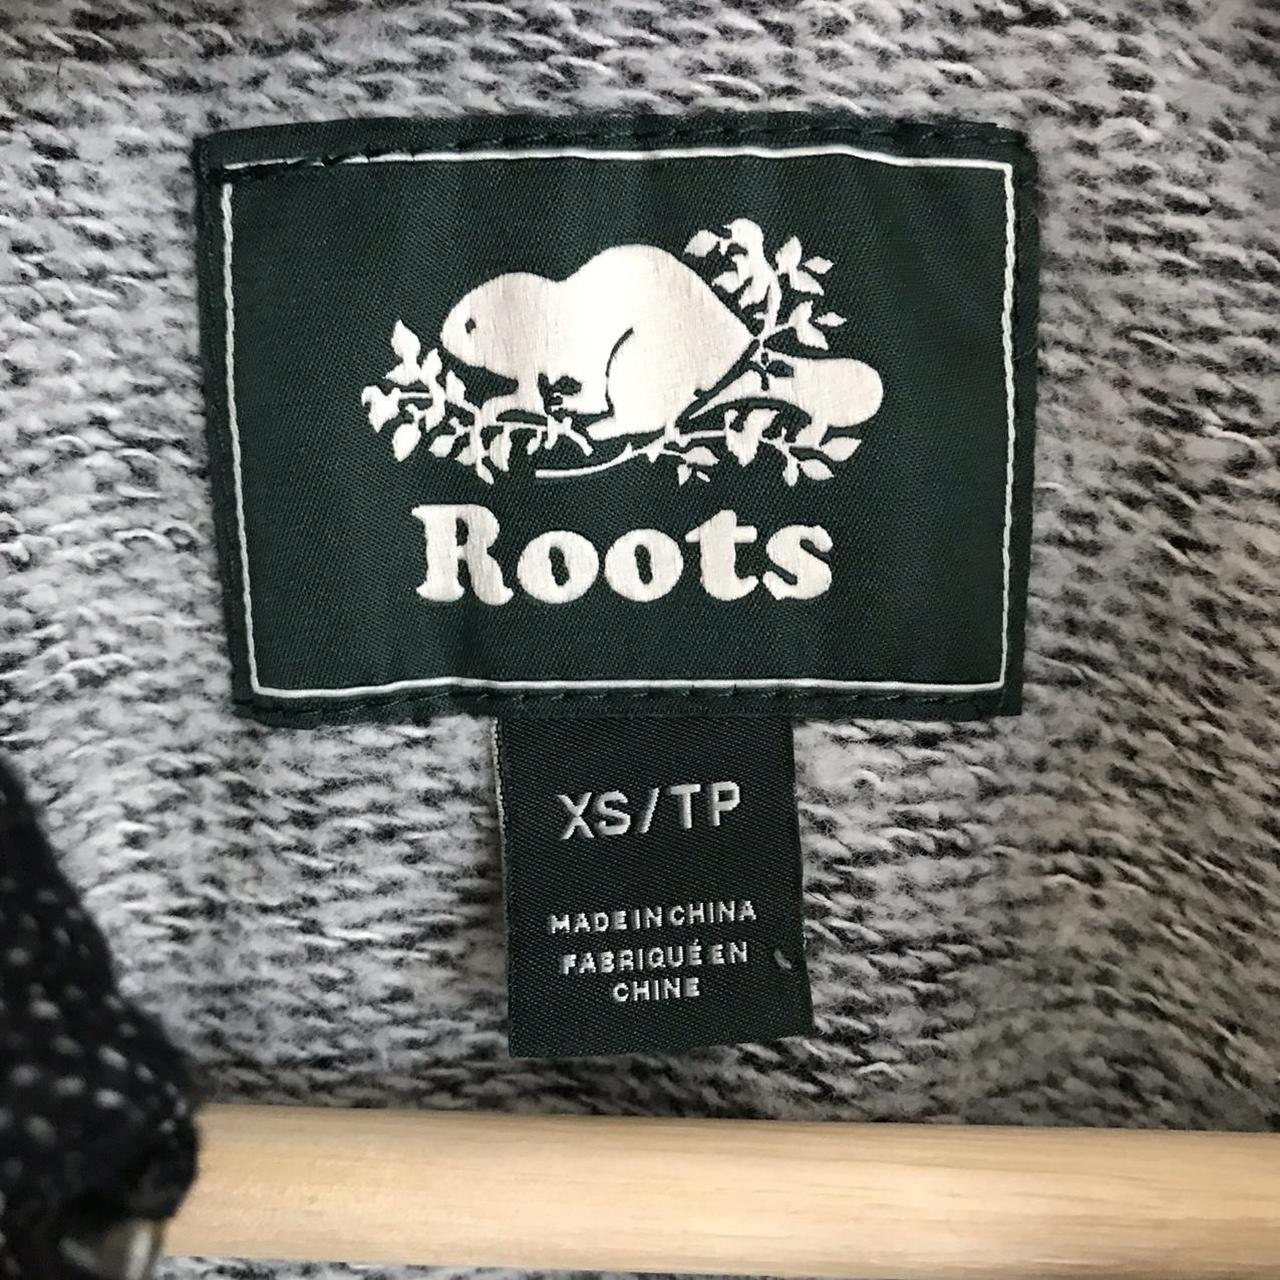 Roots
XS/TP
MADE IN CHINA
FABRIQUÉ EN
CHINE